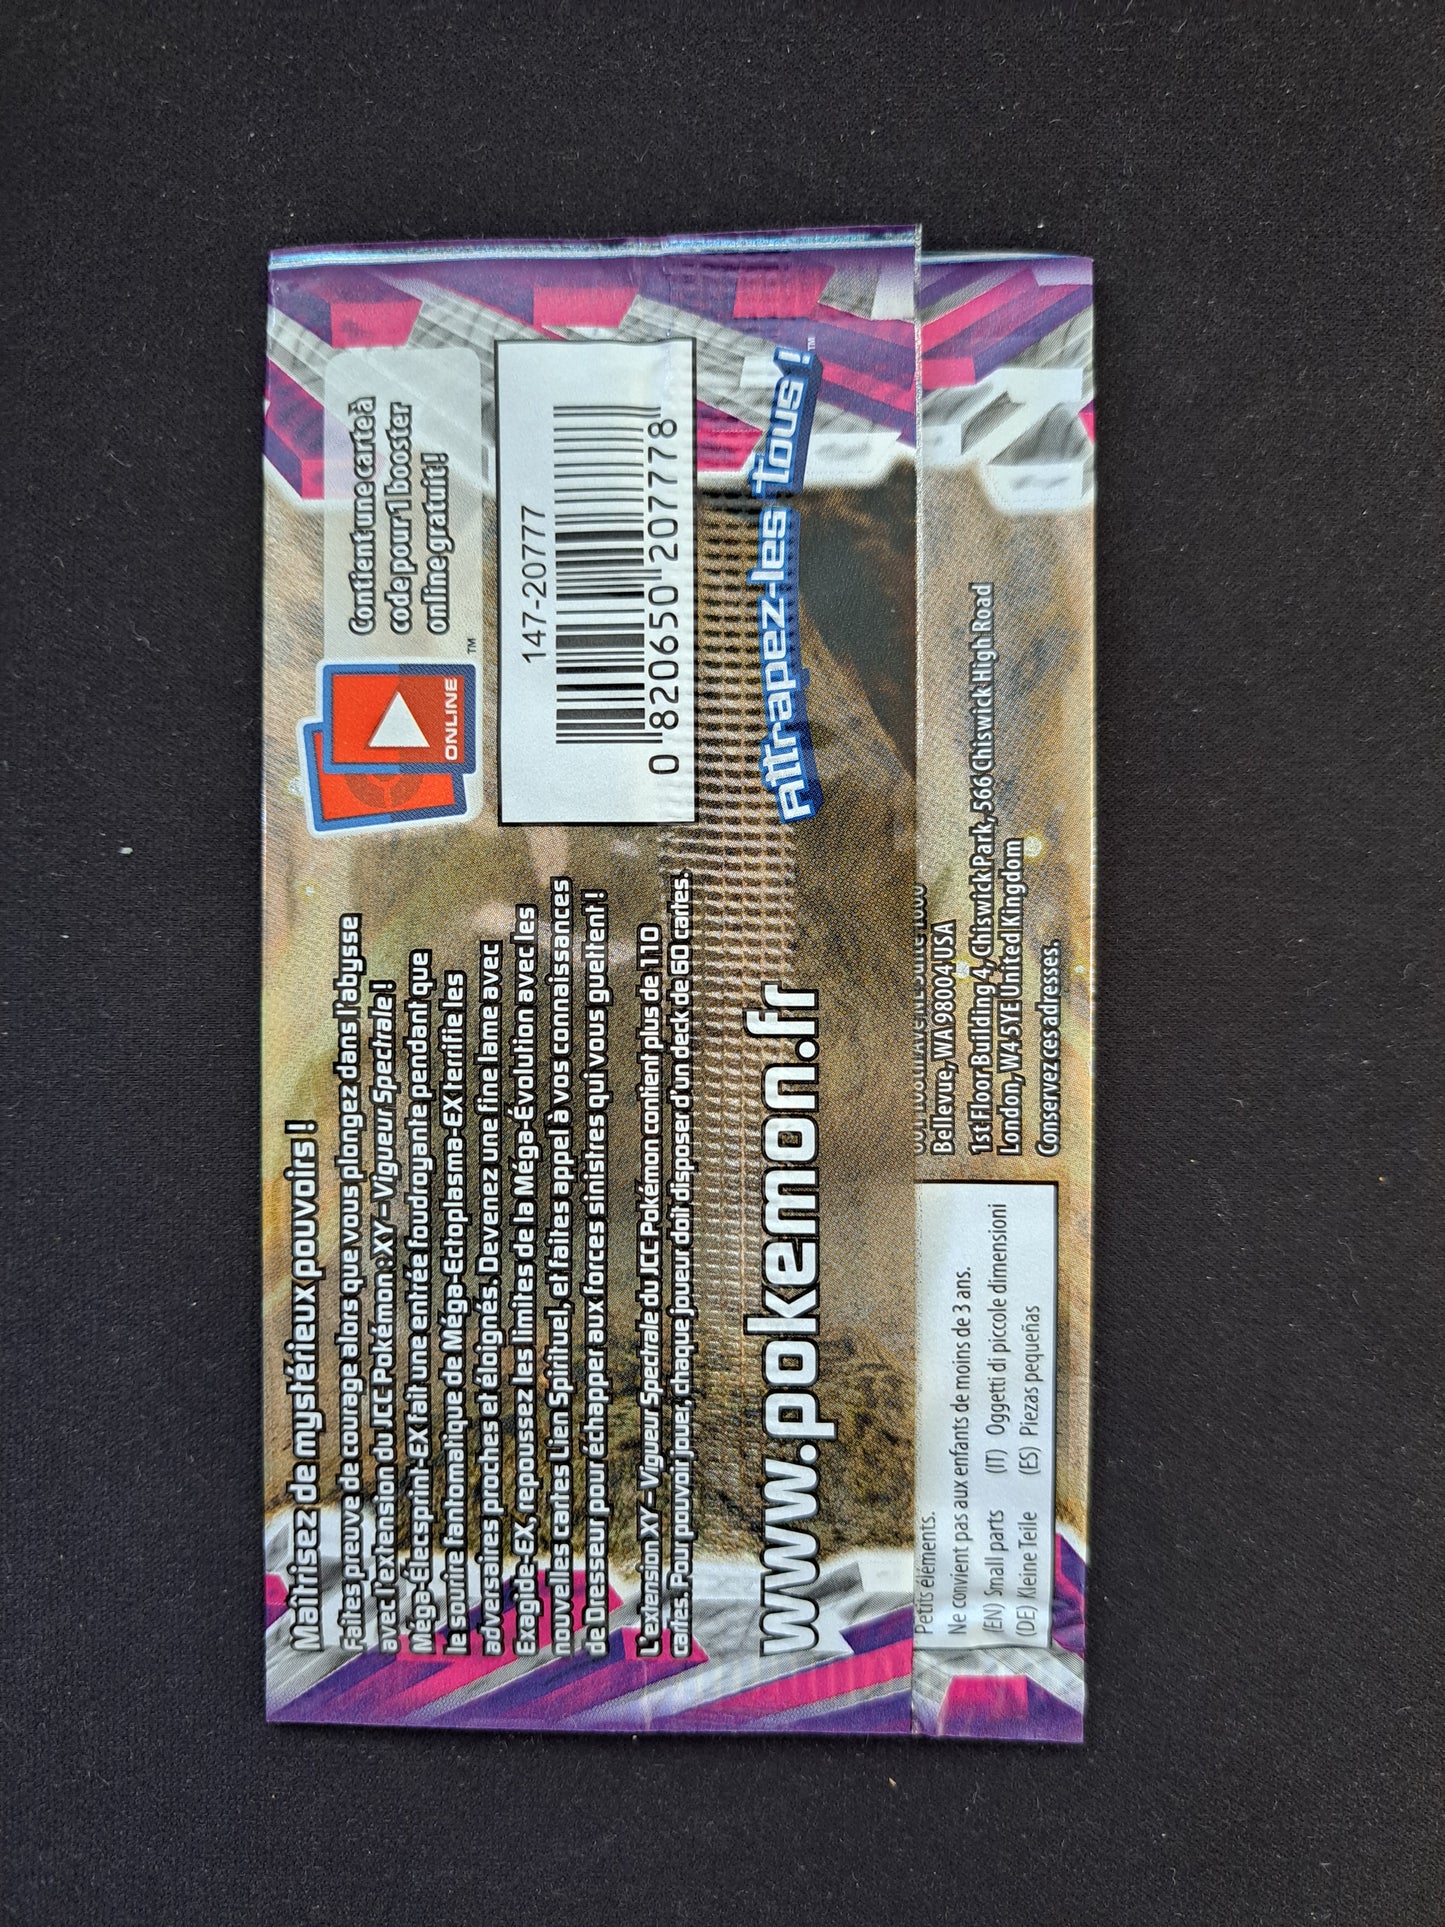 Maîtrisez de mystérieux pouvoirs !
Faites preuve de courage alors que vous plongez dans l'abysse
avec l'extension du JCC Pokémon : XY – Vigueur Spectrale !
Méga-Élecsprint-EX fait une entrée foudroyante pendant que
le sourire fantomatique de Méga-Ectoplasma-EX terrifie les
adversaires proches et éloignés. Devenez une fine lame avec
Exagide-EX, repoussez les limites de la Méga-Évolution avec les
nouvelles cartes Lien Spirituel, et faites appel à vos connaissances
de Dresseur pour échapper aux forces sinistres qui vous guettent !
L'extension XY – Vigueur Spectrale du JCC Pokémon contient plus de 110
cartes. Pour pouvoir jouer, chaque joueur doit disposer d'un deck de 60 cartes.
www.pokemon.fr
ONLINE
TM
Contient une carte à
code pour 1 booster
online gratuit !
147-20777
0 820650 207778
Attrapez-les tous !
TM
Petits éléments.
Ne convient pas aux enfants de moins de 3 ans.
(EN) Small parts (IT) Oggetti di piccole dimensioni
(DE) Kleine Teile (ES) Piezas pequeñas
Bellevue, WA 98004 USA
1st Floor Building 4, Chiswick Park, 566 Chiswick High Road
London, W4 5YE United Kingdom
Conservez ces adresses.